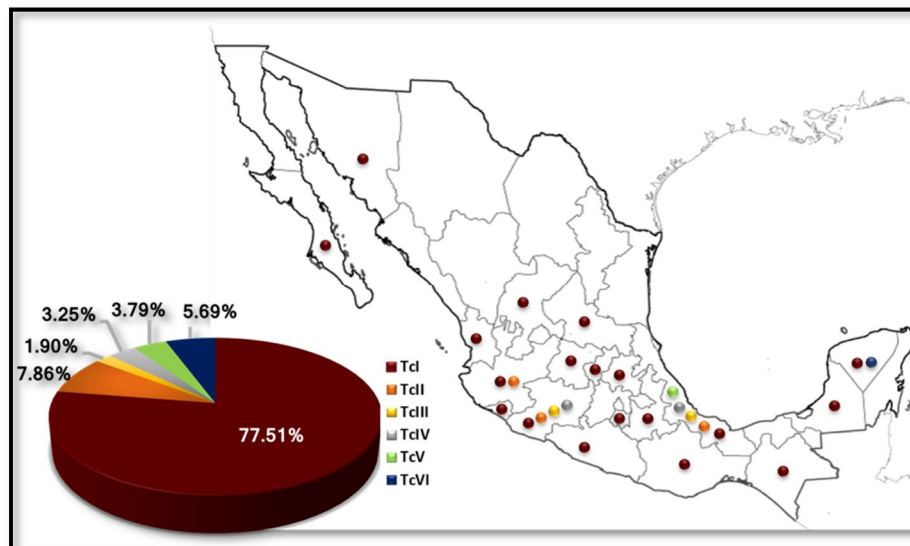 3.25%
3.79%
5.69%
1.90%
7.86%
77.51%
TcI
TcII
TcIII
TcIV
TcV
TcVI